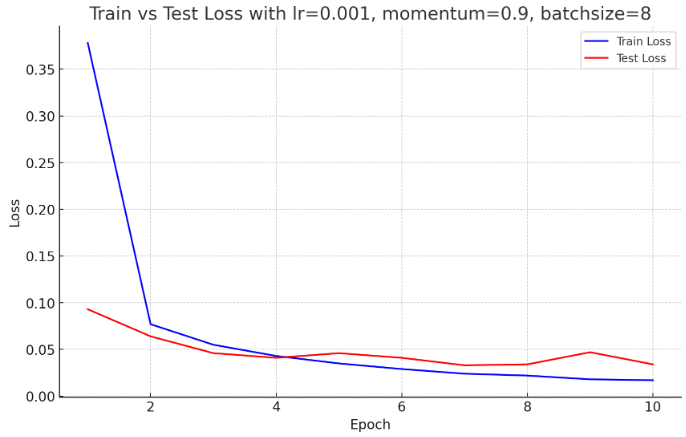 Train vs Test Loss with lr=0.001, momentum=0.9, batchsize=8
Train Loss
Test Loss
0.35
0.30
0.25
0.20
0.15
0.10
0.05
0.00
Loss
2
4
6
8
10
Epoch